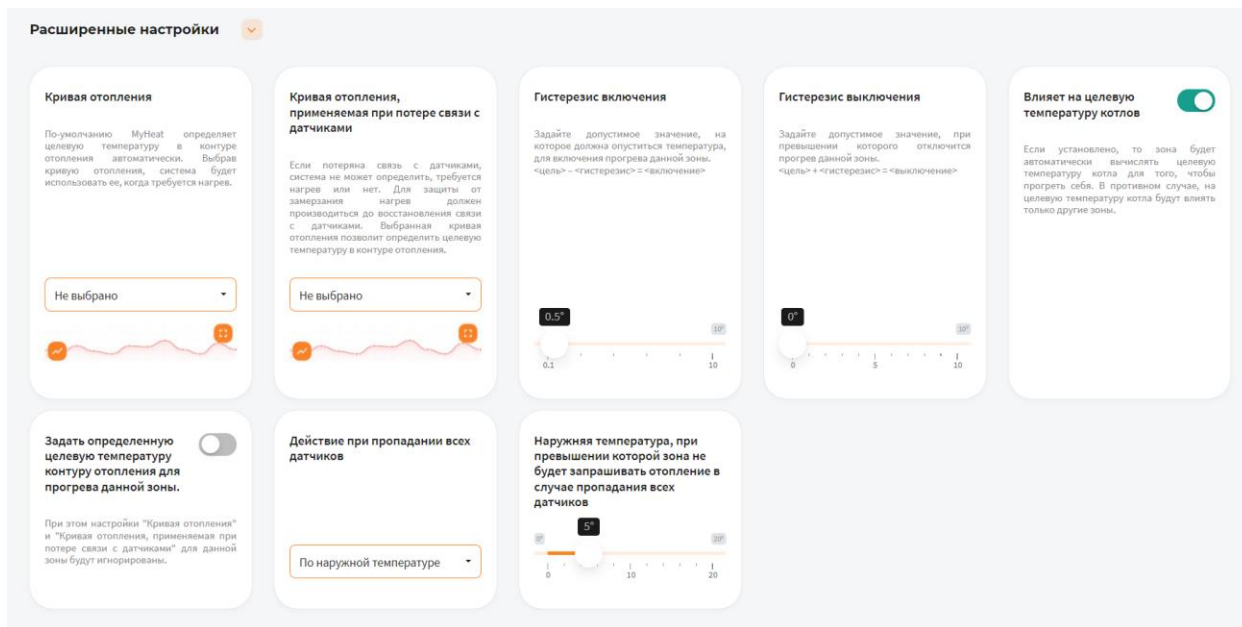 Расширенные настройки
Кривая отопления
По-умолчанию MyHeat определяет
целевую температуру в контуре
отопления автоматически. Выбрав
кривую отопления, система будет
использовать ее, когда требуется нагрев.
Не выбрано
Кривая отопления,
применяемая при потере связи с
датчиками
Если потеряна связь с датчиками,
система не может определить, требуется
нагрев или нет. Для защиты от
замерзания нагрев должен
производиться до восстановления связи
с датчиками. Выбранная кривая
отопления позволит определить целевую
температуру в контуре отопления.
Не выбрано
Гистерезис включения
Задайте допустимое значение, на
которое должна опуститься температура,
для включения прогрева данной зоны.
<цель> – <гистерезис> = <включение>
0.5°
10°
0.1 10
Гистерезис выключения
Задайте допустимое значение, при
превышении которого отключится
прогрев данной зоны.
<цель> + <гистерезис> = <выключение>
0°
10°
0 5 10
Влияет на целевую
температуру котлов
Если установлено, то зона будет
автоматически вычислять целевую
температуру котла для того, чтобы
прогреть себя. В противном случае, на
целевую температуру котла будут влиять
только другие зоны.
Задать определенную
целевую температуру
контуру отопления для
прогрева данной зоны.
При этом настройки "Кривая отопления"
и "Кривая отопления, применяемая при
потере связи с датчиками" для данной
зоны будут игнорированы.
Действие при пропадании всех
датчиков
По наружной температуре
Наружняя температура, при
превышении которой зона не
будет запрашивать отопление в
случае пропадания всех
датчиков
5°
0° 20°
0 10 20